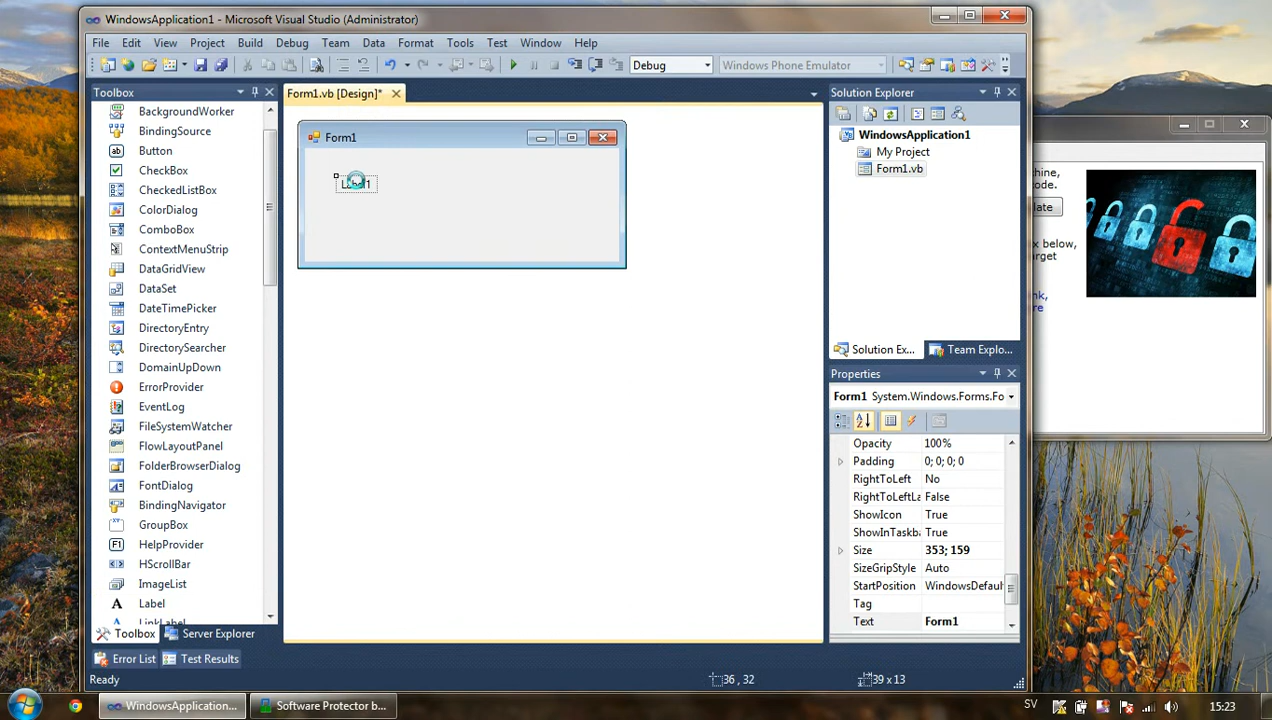 WindowsApplication1 - Microsoft Visual Studio (Administrator)
File Edit View Project Build Debug Team Data Format Tools Test Window Help
Debug Windows Phone Emulator
Toolbox
BackgroundWorker
BindingSource
Button
CheckBox
CheckedListBox
ColorDialog
ComboBox
ContextMenuStrip
DataGridView
DataSet
DateTimePicker
DirectoryEntry
DirectorySearcher
DomainUpDown
ErrorProvider
EventLog
FileSystemWatcher
FlowLayoutPanel
FolderBrowserDialog
FontDialog
BindingNavigator
GroupBox
HelpProvider
HScrollBar
ImageList
Label
LinkLabel
Toolbox Server Explorer
Error List Test Results
Ready
Form1.vb [Design]*
Form1
36 , 32
39 x 13
Solution Explorer
WindowsApplication1
My Project
Form1.vb
Solution Ex... Team Explo...
Properties
Form1 System.Windows.Forms.Fo
Opacity 100%
Padding 0; 0; 0; 0
RightToLeft No
RightToLeftLa False
ShowIcon True
ShowInTaskba True
Size 353; 159
SizeGripStyle Auto
StartPosition WindowsDefaul
Tag
Text Form1
hine,
ode.
late
x below,
rget
nk,
re
WindowsApplication... Software Protector b...
SV 15:23